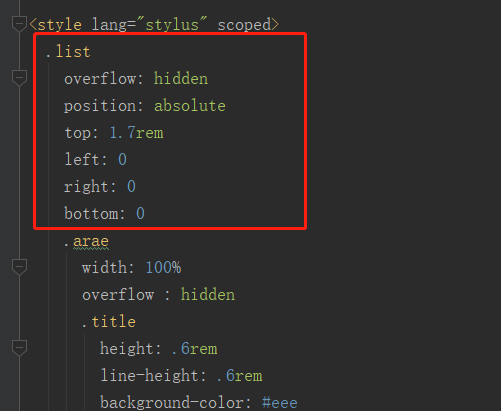 <style lang="stylus" scoped>
.list
overflow: hidden
position: absolute
top: 1.7rem
left: 0
right: 0
bottom: 0
.arae
width: 100%
overflow : hidden
.title
height: .6rem
line-height: .6rem
background-color: #eee